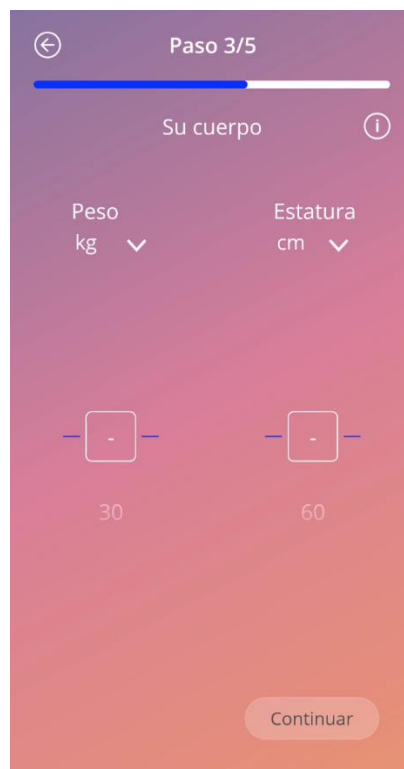 Paso 3/5
Su cuerpo
Peso Estatura
kg cm
- -
30 60
Continuar